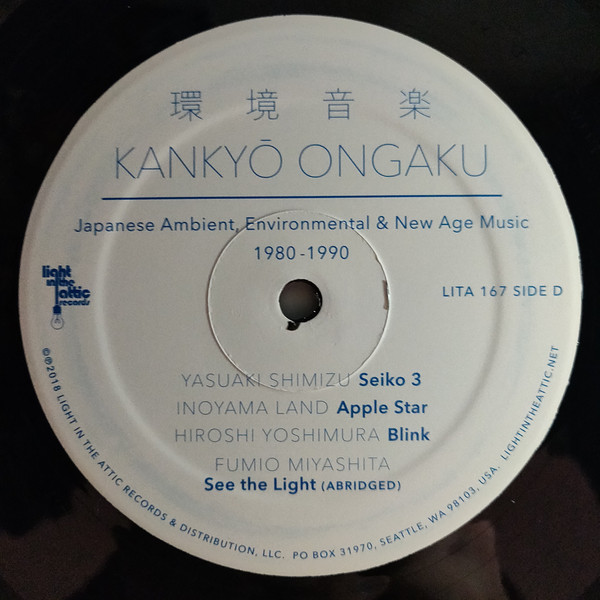 環境音楽
KANKYŌ ONGAKU
Japanese Ambient, Environmental & New Age Music
1980-1990
light
in the
attic
records
LITA 167 SIDE D
YASUAKI SHIMIZU Seiko 3
INOYAMA LAND Apple Star
HIROSHI YOSHIMURA Blink
FUMIO MIYASHITA
See the Light (ABRIDGED)
©℗2018 LIGHT IN THE ATTIC RECORDS & DISTRIBUTION, LLC. PO BOX 31970, SEATTLE, WA 98103, USA. LIGHTINTHEATTIC.NET